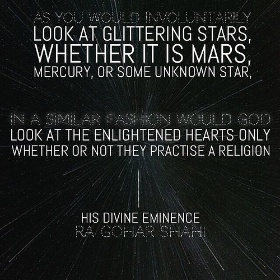 AS YOU WOULD INVOLUNTARILY
LOOK AT GLITTERING STARS,
WHETHER IT IS MARS,
MERCURY, OR SOME UNKNOWN STAR,
IN A SIMILAR FASHION WOULD GOD
LOOK AT THE ENLIGHTENED HEARTS ONLY
WHETHER OR NOT THEY PRACTISE A RELIGION
HIS DIVINE EMINENCE
RA GOHAR SHAHI